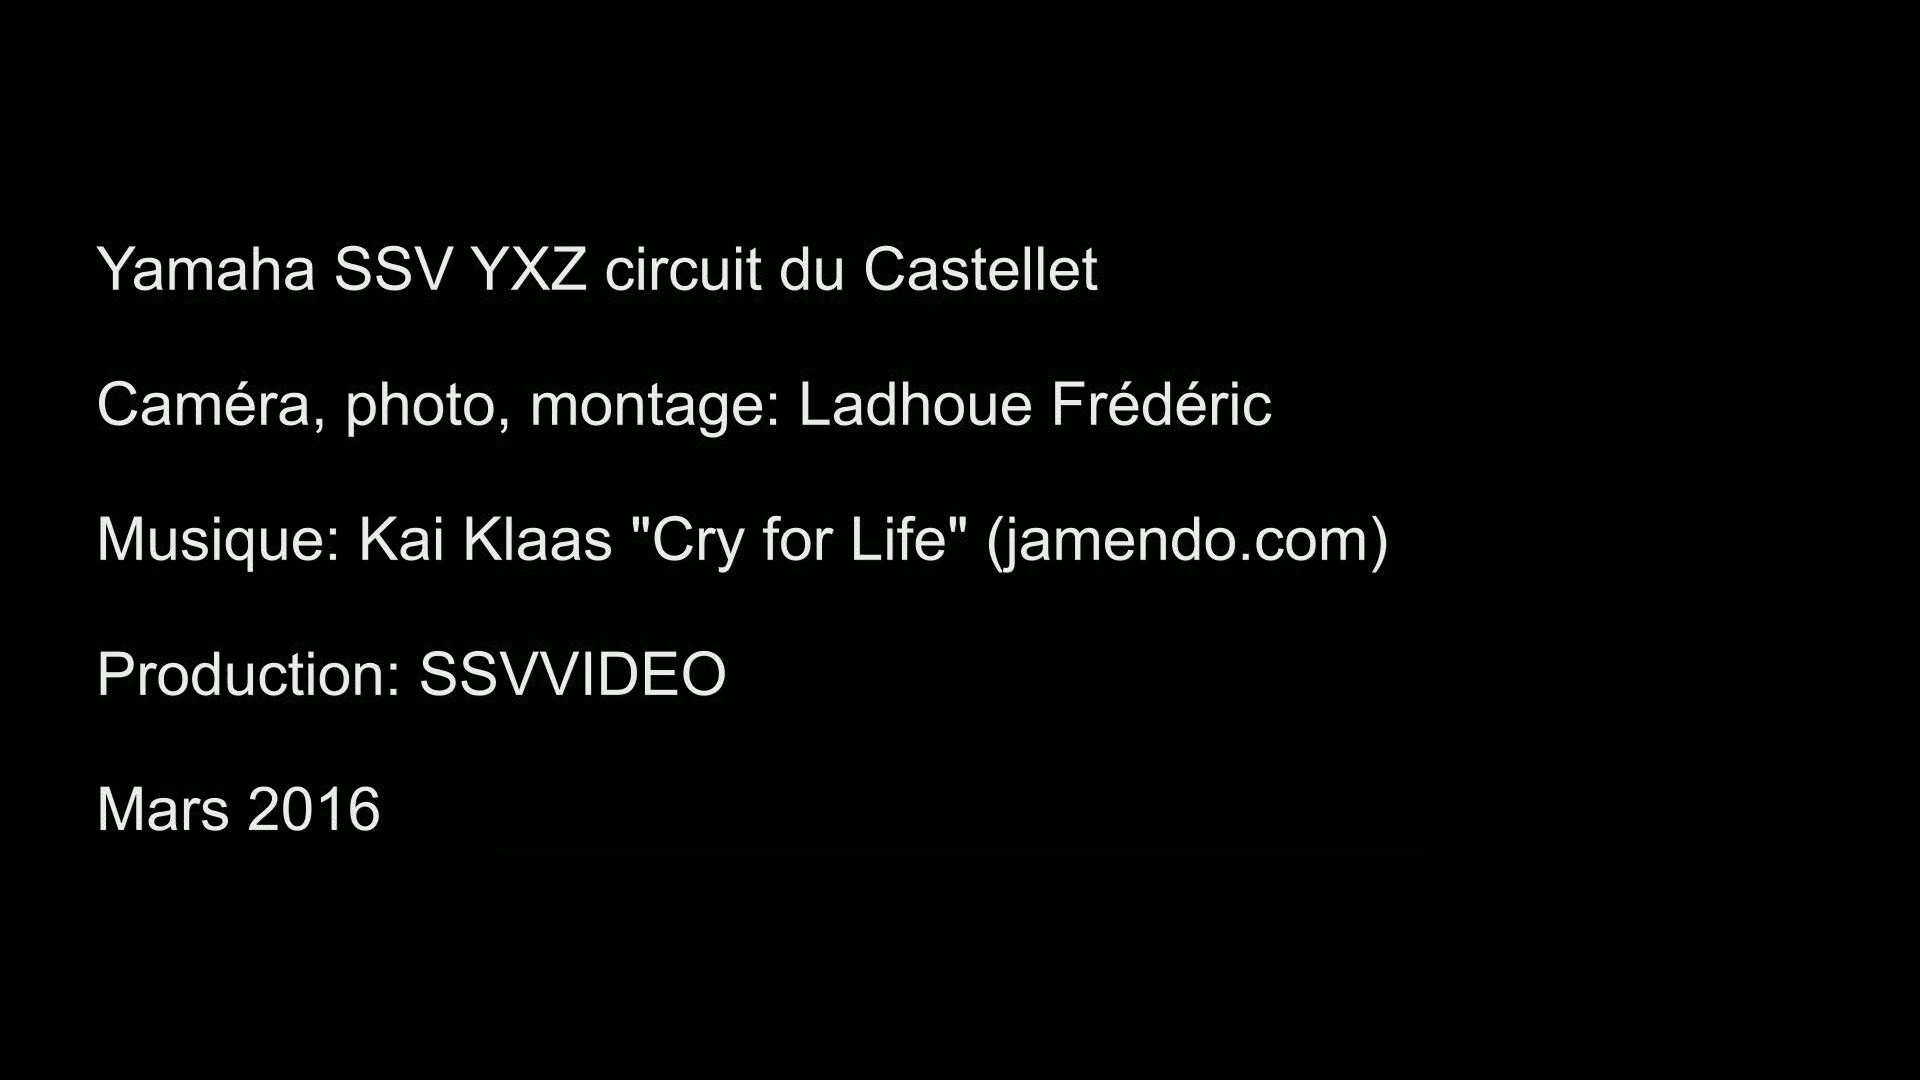 Yamaha SSV YXZ circuit du Castellet
Caméra, photo, montage: Ladhoue Frédéric
Musique: Kai Klaas "Cry for Life" (jamendo.com)
Production: SSVVIDEO
Mars 2016